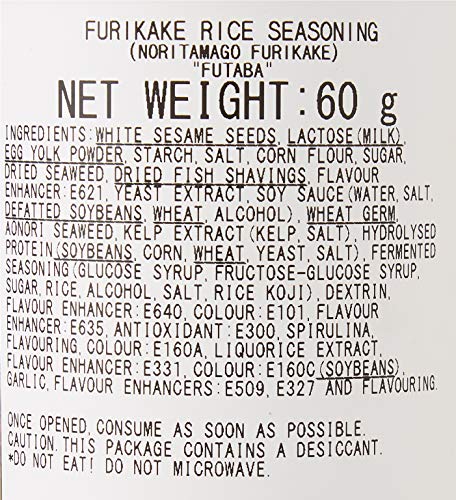 FURIKAKE RICE SEASONING
(NORITAMAGO FURIKAKE)
"FUTABA"
NET WEIGHT:60 g
INGREDIENTS:WHITE SESAME SEEDS, LACTOSE(MILK),
EGG YOLK POWDER, STARCH, SALT, CORN FLOUR, SUGAR,
DRIED SEAWEED, DRIED FISH SHAVINGS, FLAVOUR
ENHANCER:E621, YEAST EXTRACT, SOY SAUCE(WATER, SALT,
DEFATTED SOYBEANS, WHEAT, ALCOHOL), WHEAT GERM,
AONORI SEAWEED, KELP EXTRACT(KELP, SALT), HYDROLYSED
PROTEIN(SOYBEANS, CORN, WHEAT, YEAST, SALT), FERMENTED
SEASONING(GLUCOSE SYRUP, FRUCTOSE-GLUCOSE SYRUP,
SUGAR, RICE, ALCOHOL, SALT, RICE KOJI), DEXTRIN,
FLAVOUR ENHANCER:E640, COLOUR:E101, FLAVOUR
ENHANCER:E635, ANTIOXIDANT:E300, SPIRULINA,
FLAVOURING, COLOUR:E160A, LIQUORICE EXTRACT,
FLAVOUR ENHANCER:E331, COLOUR:E160C(SOYBEANS),
GARLIC, FLAVOUR ENHANCERS:E509, E327 AND FLAVOURING.
ONCE OPENED, CONSUME AS SOON AS POSSIBLE.
CAUTION.THIS PACKAGE CONTAINS A DESICCANT.
*DO NOT EAT! DO NOT MICROWAVE.